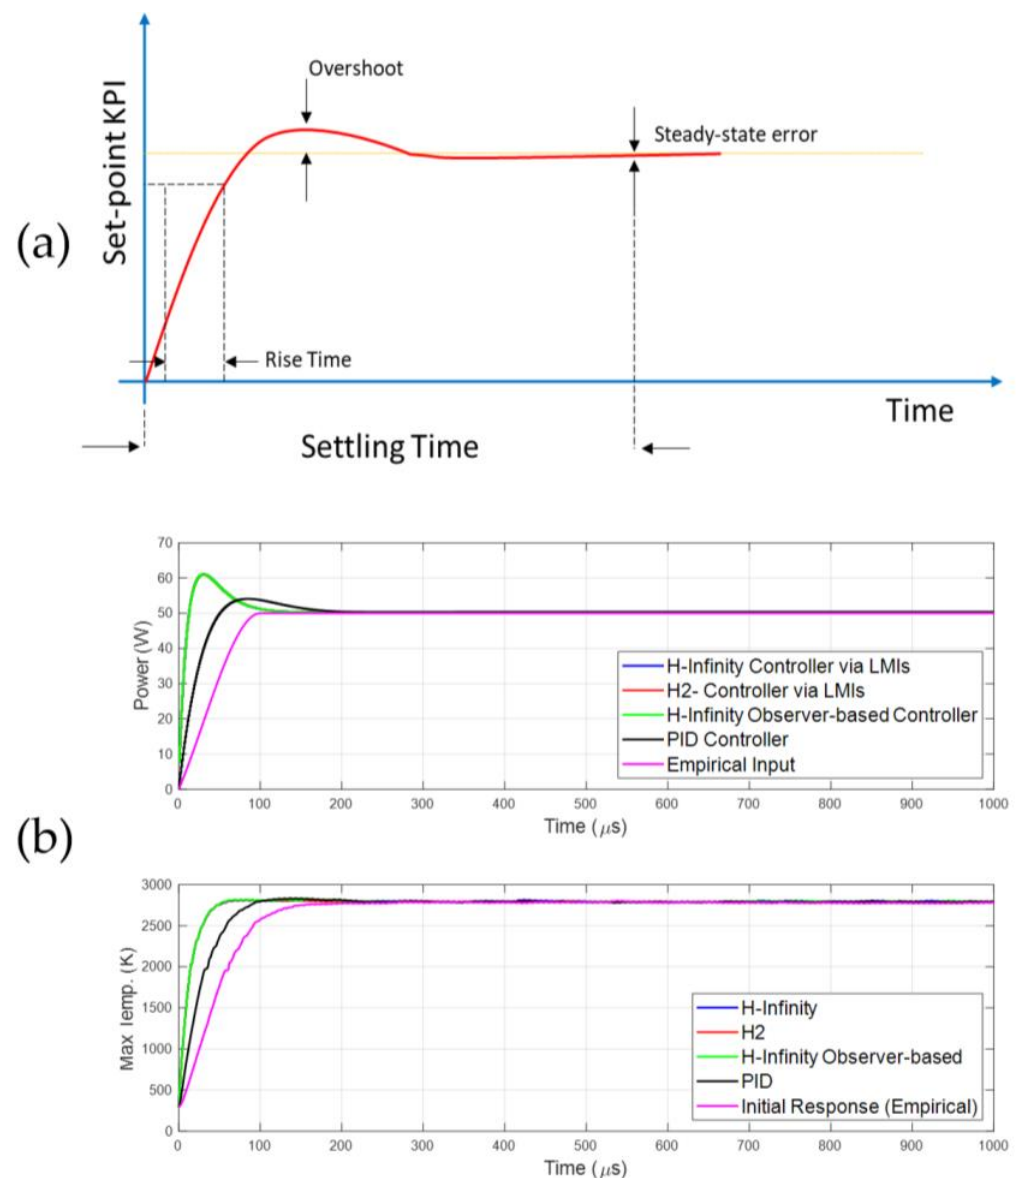 Overshoot
Steady-state error
Set-point KPI
(a)
Rise Time
Time
Settling Time
70
60
50
40
30
20
10
0
Power (W)
H-Infinity Controller via LMIs
H2- Controller via LMIs
H-Infinity Observer-based Controller
PID Controller
Empirical Input
0 100 200 300 400 500 600 700 800 900 1000
Time (μs)
(b)
3000
2500
2000
1500
1000
500
0
Max Temp. (K)
H-Infinity
H2
H-Infinity Observer-based
PID
Initial Response (Empirical)
0 100 200 300 400 500 600 700 800 900 1000
Time (μs)